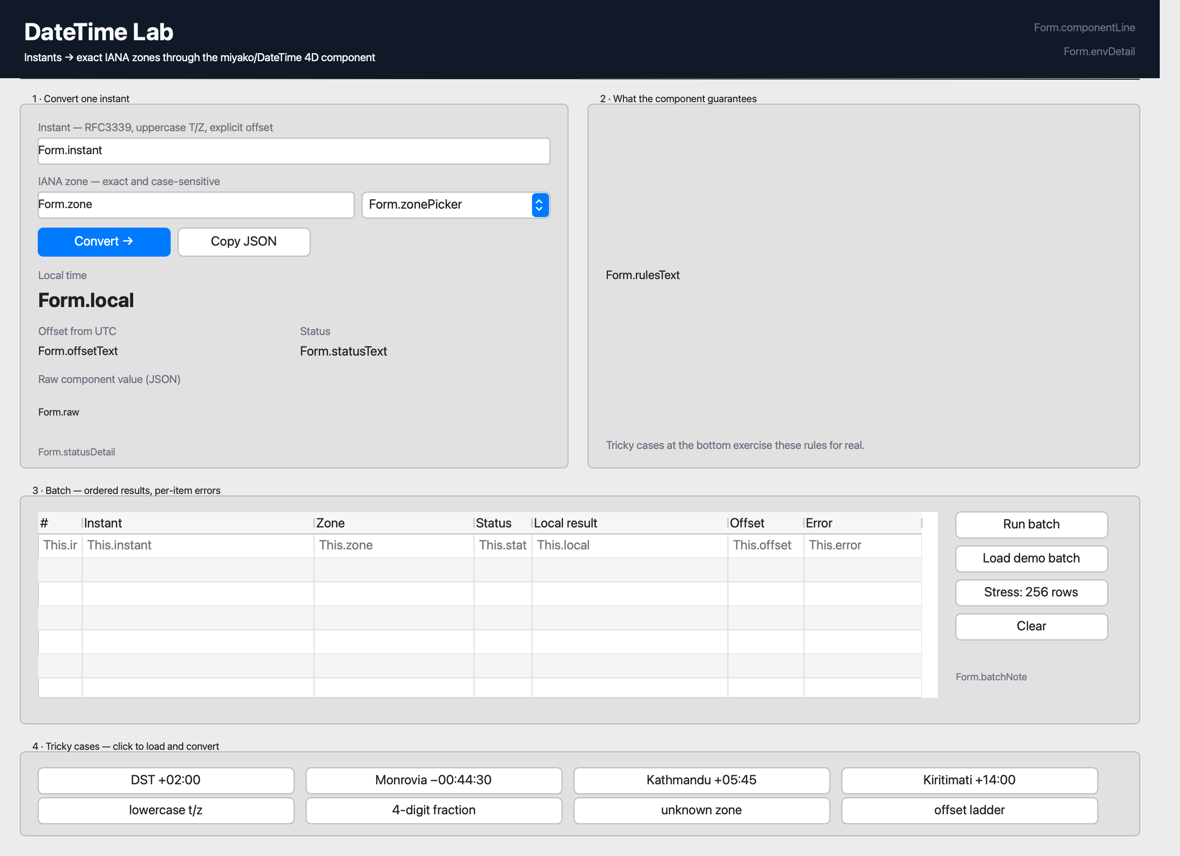 DateTime Lab
Form.componentLine
Instants → exact IANA zones through the miyako/DateTime 4D component
Form.envDetail
1 · Convert one instant
Instant — RFC3339, uppercase T/Z, explicit offset
Form.instant
IANA zone — exact and case-sensitive
Form.zone
Form.zonePicker
Convert →
Copy JSON
Local time
Form.local
Offset from UTC
Status
Form.offsetText
Form.statusText
Raw component value (JSON)
Form.raw
Form.statusDetail
2 · What the component guarantees
Form.rulesText
Tricky cases at the bottom exercise these rules for real.
3 · Batch — ordered results, per-item errors
# Instant Zone Status Local result Offset Error
This.ir This.instant This.zone This.stat This.local This.offset This.error
Run batch
Load demo batch
Stress: 256 rows
Clear
Form.batchNote
4 · Tricky cases — click to load and convert
DST +02:00
Monrovia −00:44:30
Kathmandu +05:45
Kiritimati +14:00
lowercase t/z
4-digit fraction
unknown zone
offset ladder